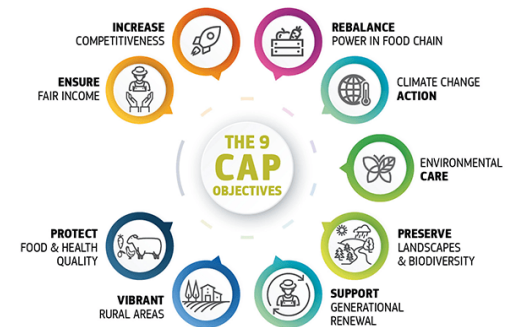 INCREASE
COMPETITIVENESS
REBALANCE
POWER IN FOOD CHAIN
ENSURE
FAIR INCOME
CLIMATE CHANGE
ACTION
THE 9
CAP
OBJECTIVES
ENVIRONMENTAL
CARE
PROTECT
FOOD & HEALTH
QUALITY
PRESERVE
LANDSCAPES
& BIODIVERSITY
VIBRANT
RURAL AREAS
SUPPORT
GENERATIONAL
RENEWAL